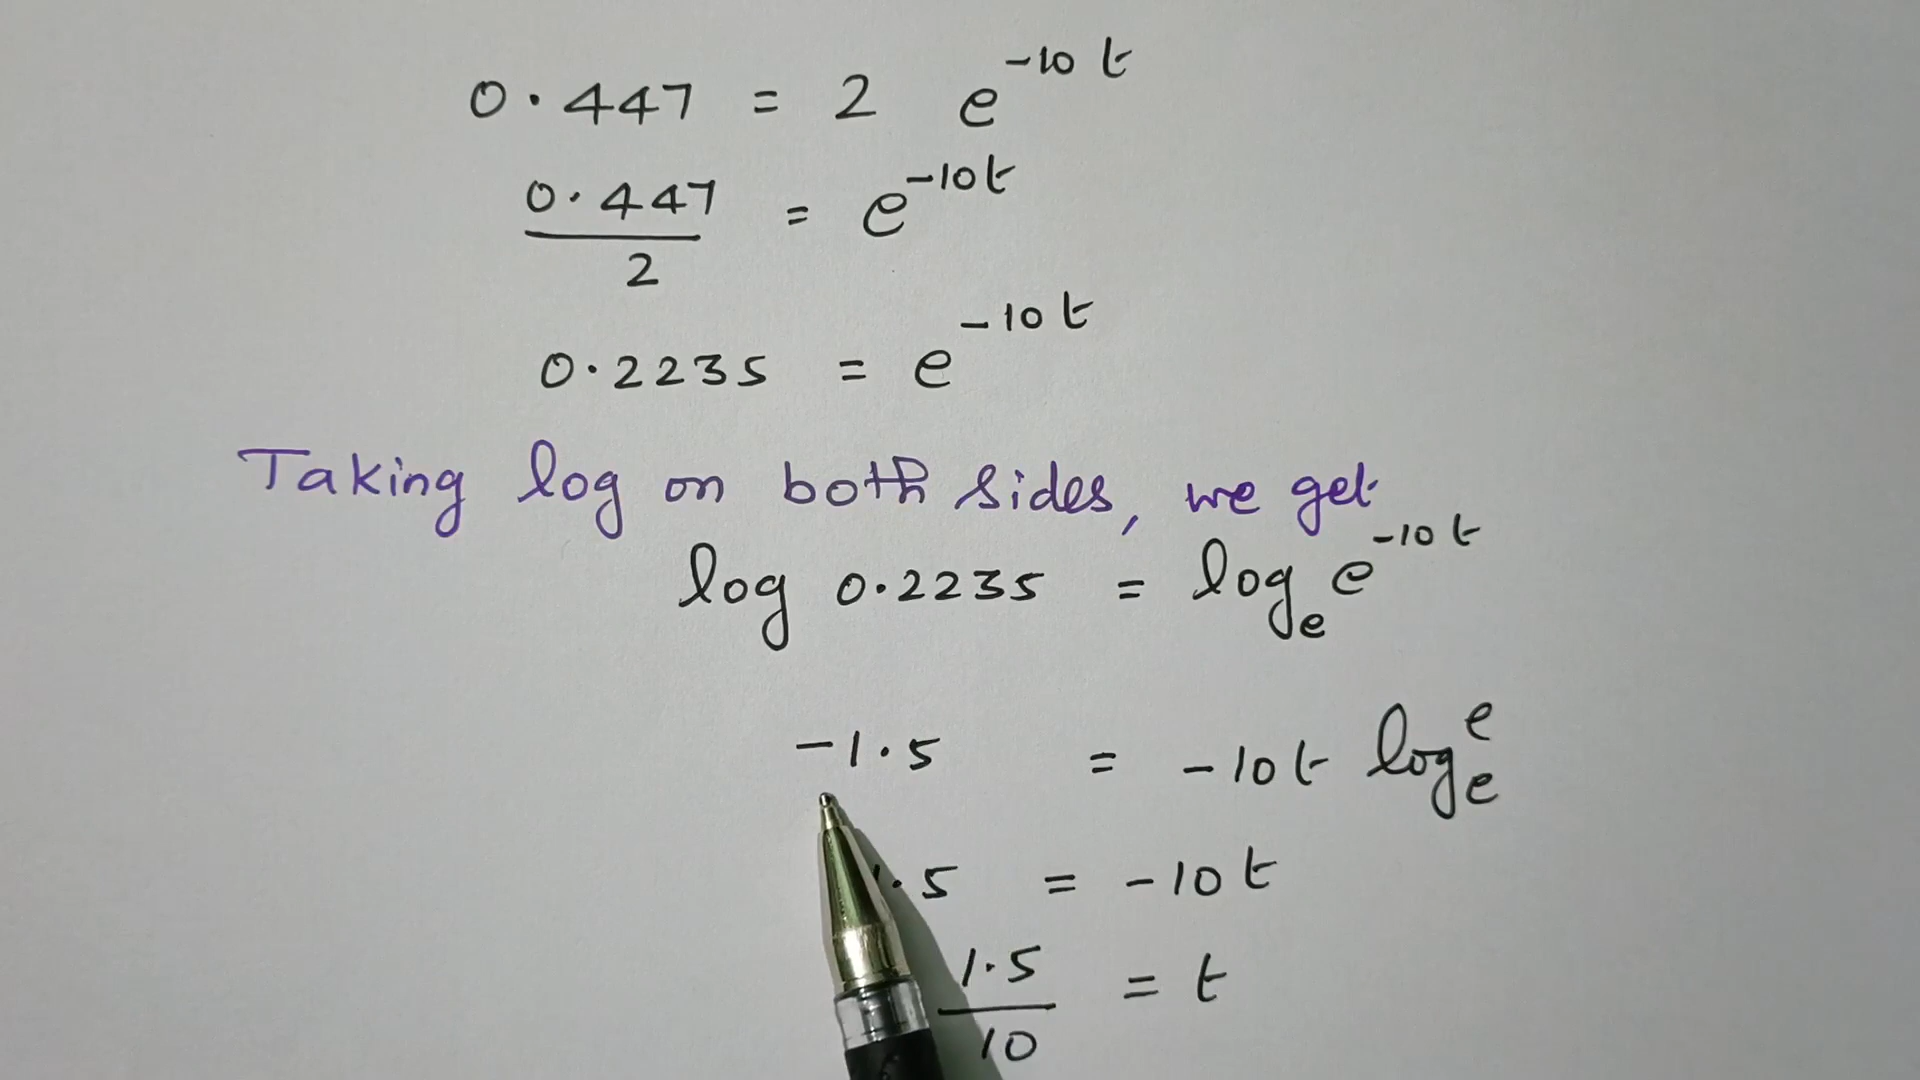 0.447 = 2 e^-10t
0.447/2 = e^-10t
0.2235 = e^-10t
Taking log on both sides, we get
log 0.2235 = log_e e^-10t
-1.5 = -10t log_e e
.5 = -10t
1.5/10 = t